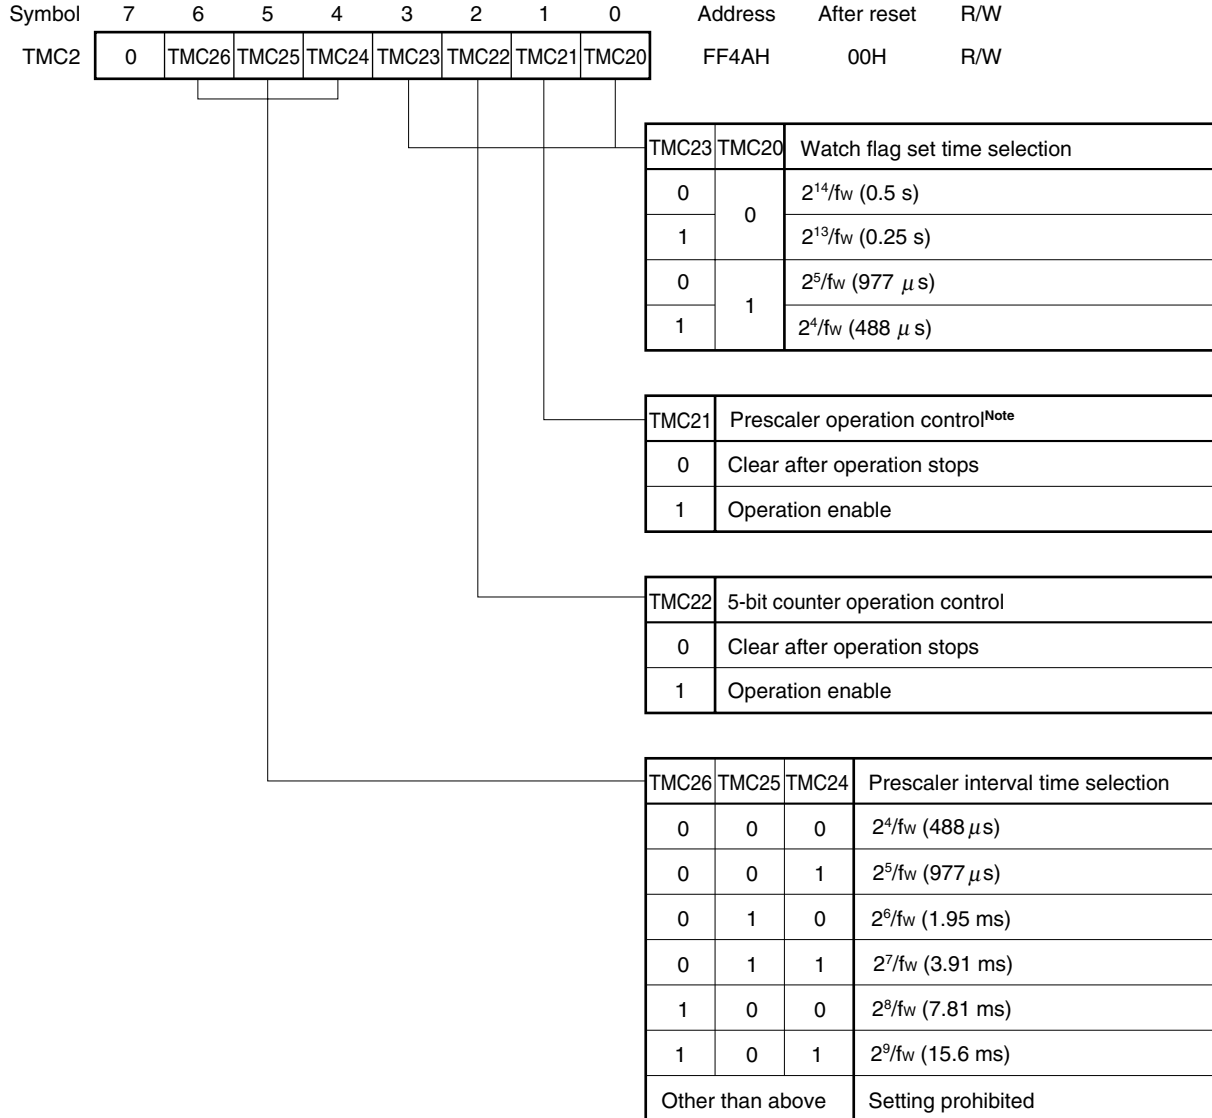 Symbol 7 6 5 4 3 2 1 0 Address After reset R/W
TMC2 0 TMC26 TMC25 TMC24 TMC23 TMC22 TMC21 TMC20 FF4AH 00H R/W
TMC23 TMC20 Watch flag set time selection
0 0 2¹⁴/fw (0.5 s)
1 2¹³/fw (0.25 s)
0 1 2⁵/fw (977 μs)
1 2⁴/fw (488 μs)
TMC21 Prescaler operation controlNote
0 Clear after operation stops
1 Operation enable
TMC22 5-bit counter operation control
0 Clear after operation stops
1 Operation enable
TMC26 TMC25 TMC24 Prescaler interval time selection
0 0 0 2⁴/fw (488 μs)
0 0 1 2⁵/fw (977 μs)
0 1 0 2⁶/fw (1.95 ms)
0 1 1 2⁷/fw (3.91 ms)
1 0 0 2⁸/fw (7.81 ms)
1 0 1 2⁹/fw (15.6 ms)
Other than above Setting prohibited